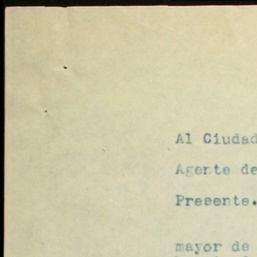 Al Ciudad
Agente de
Presente.
mayor de